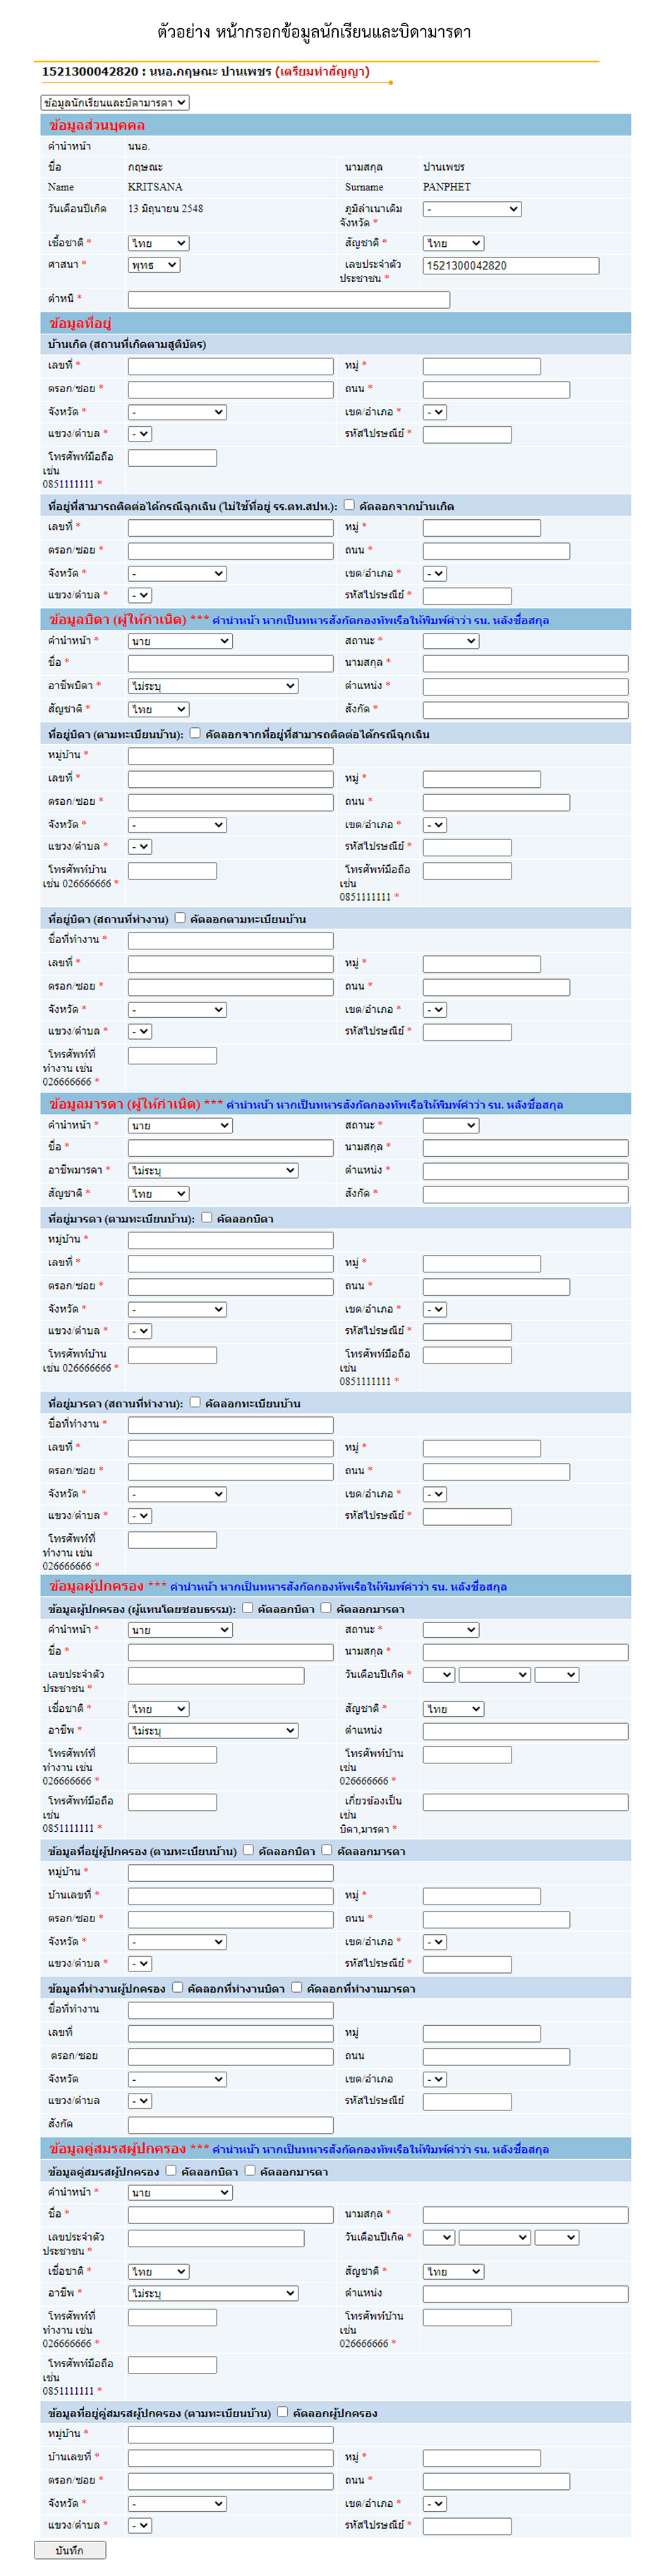 ตัวอย่าง หน้ากรอกข้อมูลนักเรียนและบิดามารดา
1521300042820 : นนอ.กฤษณะ ปานเพชร (เตรียมทำสัญญา)
ข้อมูลนักเรียนและบิดามารดา
ข้อมูลส่วนบุคคล
คำนำหน้า นนอ.
ชื่อ กฤษณะ นามสกุล ปานเพชร
Name KRITSANA Surname PANPHET
วันเดือนปีเกิด 13 มิถุนายน 2548 ภูมิลำเนาเดิม
จังหวัด * -
เชื้อชาติ * ไทย สัญชาติ * ไทย
ศาสนา * พุทธ เลขประจำตัว
ประชาชน * 1521300042820
ตำหนิ *
ข้อมูลที่อยู่
บ้านเกิด (สถานที่เกิดตามสูติบัตร)
เลขที่ * หมู่ *
ตรอก/ซอย * ถนน *
จังหวัด * - เขต/อำเภอ * -
แขวง/ตำบล * - รหัสไปรษณีย์ *
โทรศัพท์มือถือ
เช่น
0851111111 *
ที่อยู่ที่สามารถติดต่อได้กรณีฉุกเฉิน (ไม่ใช้ที่อยู่ รร.ตท.สปท.): คัดลอกจากบ้านเกิด
เลขที่ * หมู่ *
ตรอก/ซอย * ถนน *
จังหวัด * - เขต/อำเภอ * -
แขวง/ตำบล * - รหัสไปรษณีย์ *
ข้อมูลบิดา (ผู้ให้กำเนิด) *** คำนำหน้า หากเป็นทหารสังกัดกองทัพเรือให้พิมพ์คำว่า รน. หลังชื่อสกุล
คำนำหน้า * นาย สถานะ *
ชื่อ * นามสกุล *
อาชีพบิดา * ไม่ระบุ ตำแหน่ง *
สัญชาติ * ไทย สังกัด *
ที่อยู่บิดา (ตามทะเบียนบ้าน): คัดลอกจากที่อยู่ที่สามารถติดต่อได้กรณีฉุกเฉิน
หมู่บ้าน *
เลขที่ * หมู่ *
ตรอก/ซอย * ถนน *
จังหวัด * - เขต/อำเภอ * -
แขวง/ตำบล * - รหัสไปรษณีย์ *
โทรศัพท์บ้าน โทรศัพท์มือถือ
เช่น 026666666 * เช่น
0851111111 *
ที่อยู่บิดา (สถานที่ทำงาน) คัดลอกตามทะเบียนบ้าน
ชื่อที่ทำงาน *
เลขที่ * หมู่ *
ตรอก/ซอย * ถนน *
จังหวัด * - เขต/อำเภอ * -
แขวง/ตำบล * - รหัสไปรษณีย์ *
โทรศัพท์ที่
ทำงาน เช่น
026666666 *
ข้อมูลมารดา (ผู้ให้กำเนิด) *** คำนำหน้า หากเป็นทหารสังกัดกองทัพเรือให้พิมพ์คำว่า รน. หลังชื่อสกุล
คำนำหน้า * นาย สถานะ *
ชื่อ * นามสกุล *
อาชีพมารดา * ไม่ระบุ ตำแหน่ง *
สัญชาติ * ไทย สังกัด *
ที่อยู่มารดา (ตามทะเบียนบ้าน): คัดลอกบิดา
หมู่บ้าน *
เลขที่ * หมู่ *
ตรอก/ซอย * ถนน *
จังหวัด * - เขต/อำเภอ * -
แขวง/ตำบล * - รหัสไปรษณีย์ *
โทรศัพท์บ้าน โทรศัพท์มือถือ
เช่น 026666666 * เช่น
0851111111 *
ที่อยู่มารดา (สถานที่ทำงาน): คัดลอกทะเบียนบ้าน
ชื่อที่ทำงาน *
เลขที่ * หมู่ *
ตรอก/ซอย * ถนน *
จังหวัด * - เขต/อำเภอ * -
แขวง/ตำบล * - รหัสไปรษณีย์ *
โทรศัพท์ที่
ทำงาน เช่น
026666666 *
ข้อมูลผู้ปกครอง *** คำนำหน้า หากเป็นทหารสังกัดกองทัพเรือให้พิมพ์คำว่า รน. หลังชื่อสกุล
ข้อมูลผู้ปกครอง (ผู้แทนโดยชอบธรรม): คัดลอกบิดา คัดลอกมารดา
คำนำหน้า * นาย สถานะ *
ชื่อ * นามสกุล *
เลขประจำตัว วันเดือนปีเกิด *
ประชาชน *
เชื้อชาติ * ไทย สัญชาติ * ไทย
อาชีพ * ไม่ระบุ ตำแหน่ง
โทรศัพท์ที่ โทรศัพท์บ้าน
ทำงาน เช่น เช่น
026666666 * 026666666 *
โทรศัพท์มือถือ เกี่ยวข้องเป็น
เช่น เช่น
0851111111 * บิดา,มารดา *
ข้อมูลที่อยู่ผู้ปกครอง (ตามทะเบียนบ้าน) คัดลอกบิดา คัดลอกมารดา
หมู่บ้าน *
บ้านเลขที่ * หมู่ *
ตรอก/ซอย * ถนน *
จังหวัด * - เขต/อำเภอ * -
แขวง/ตำบล * - รหัสไปรษณีย์ *
ข้อมูลที่ทำงานผู้ปกครอง คัดลอกที่ทำงานบิดา คัดลอกที่ทำงานมารดา
ชื่อที่ทำงาน
เลขที่ หมู่
ตรอก/ซอย ถนน
จังหวัด - เขต/อำเภอ -
แขวง/ตำบล - รหัสไปรษณีย์
สังกัด
ข้อมูลคู่สมรสผู้ปกครอง *** คำนำหน้า หากเป็นทหารสังกัดกองทัพเรือให้พิมพ์คำว่า รน. หลังชื่อสกุล
ข้อมูลคู่สมรสผู้ปกครอง คัดลอกบิดา คัดลอกมารดา
คำนำหน้า * นาย
ชื่อ * นามสกุล *
เลขประจำตัว วันเดือนปีเกิด *
ประชาชน *
เชื้อชาติ * ไทย สัญชาติ * ไทย
อาชีพ * ไม่ระบุ ตำแหน่ง
โทรศัพท์ที่ โทรศัพท์บ้าน
ทำงาน เช่น เช่น
026666666 * 026666666 *
โทรศัพท์มือถือ
เช่น
0851111111 *
ข้อมูลที่อยู่คู่สมรสผู้ปกครอง (ตามทะเบียนบ้าน) คัดลอกผู้ปกครอง
หมู่บ้าน *
บ้านเลขที่ * หมู่ *
ตรอก/ซอย * ถนน *
จังหวัด * - เขต/อำเภอ * -
แขวง/ตำบล * - รหัสไปรษณีย์ *
บันทึก